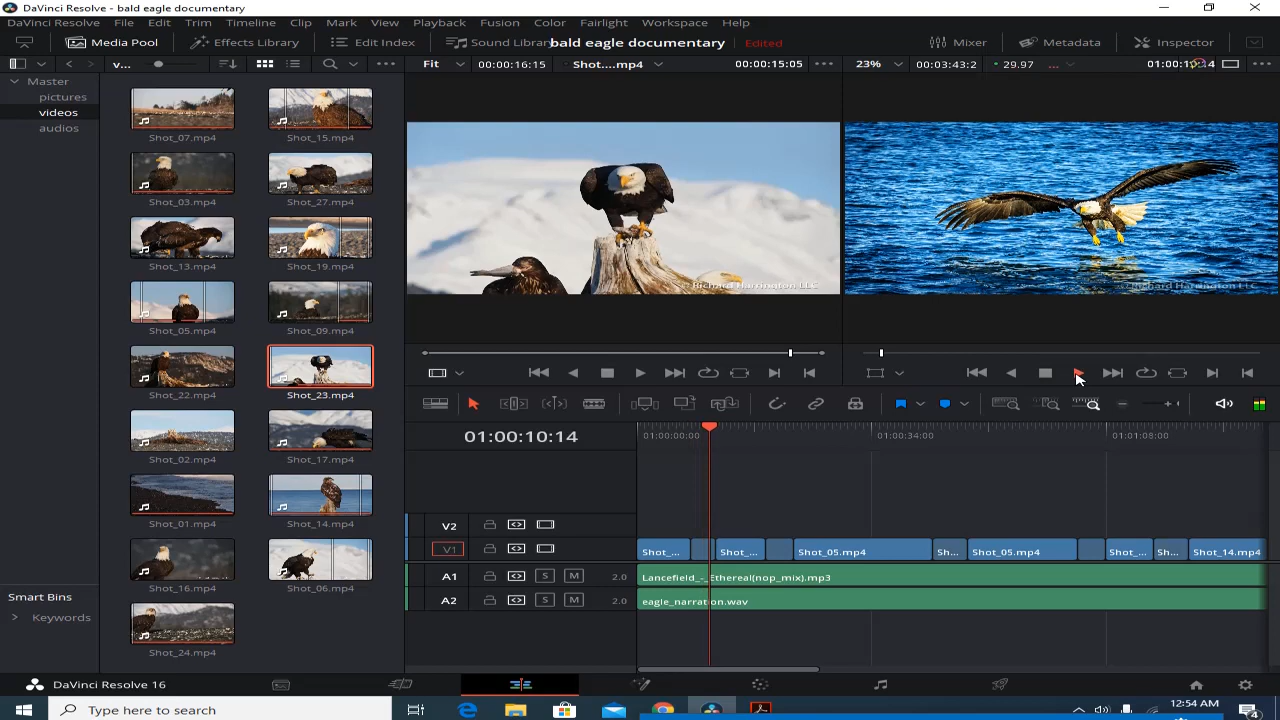 DaVinci Resolve - bald eagle documentary
DaVinci Resolve File Edit Trim Timeline Clip Mark View Playback Fusion Color Fairlight Workspace Help
Media Pool Effects Library Edit Index Sound Library bald eagle documentary Edited Mixer Metadata Inspector
v... Fit 00:00:16:15 Shot....mp4 00:00:15:05 23% 00:03:43:2 29.97 ...
Master
pictures
videos
audios
Shot_07.mp4 Shot_15.mp4
Shot_03.mp4 Shot_27.mp4
Shot_13.mp4 Shot_19.mp4
Shot_05.mp4 Shot_09.mp4
Shot_22.mp4 Shot_23.mp4
Shot_02.mp4 Shot_17.mp4
Shot_01.mp4 Shot_14.mp4
Shot_16.mp4 Shot_06.mp4
Shot_24.mp4
Smart Bins
Keywords
Richard Harrington LLC
Richard Harrington LLC
01:00:10:14
01:00:00:00 01:00:34:00 01:01:08:00
V2
V1 Shot_... Shot_... Shot_05.mp4 Sh... Shot_05.mp4 Shot_... Sh... Shot_14.mp4
A1 S M 2.0 Lancefield_-_Ethereal(nop_mix).mp3
A2 S M 2.0 eagle_narration.wav
DaVinci Resolve 16
Type here to search
12:54 AM
4